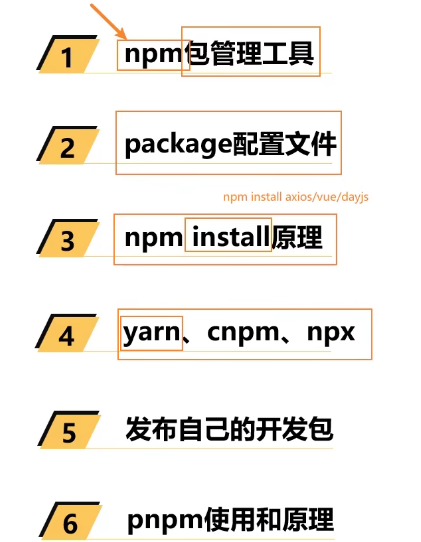 1 npm包管理工具
2 package配置文件
npm install axios/vue/dayjs
3 npm install原理
4 yarn、cnpm、npx
5 发布自己的开发包
6 pnpm使用和原理